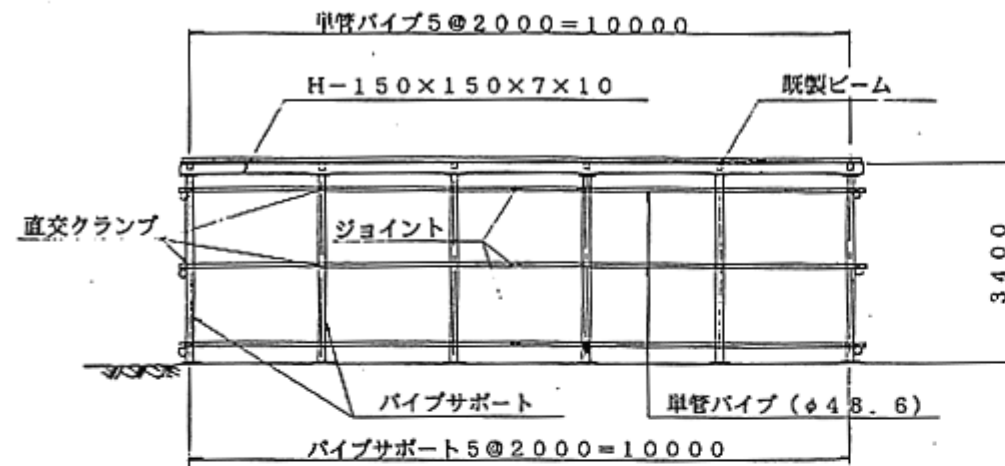 単管パイプ5@2000=10000
H-150×150×7×10
既製ビーム
直交クランプ
ジョイント
3400
パイプサポート
単管パイプ(φ48.6)
パイプサポート5@2000=10000